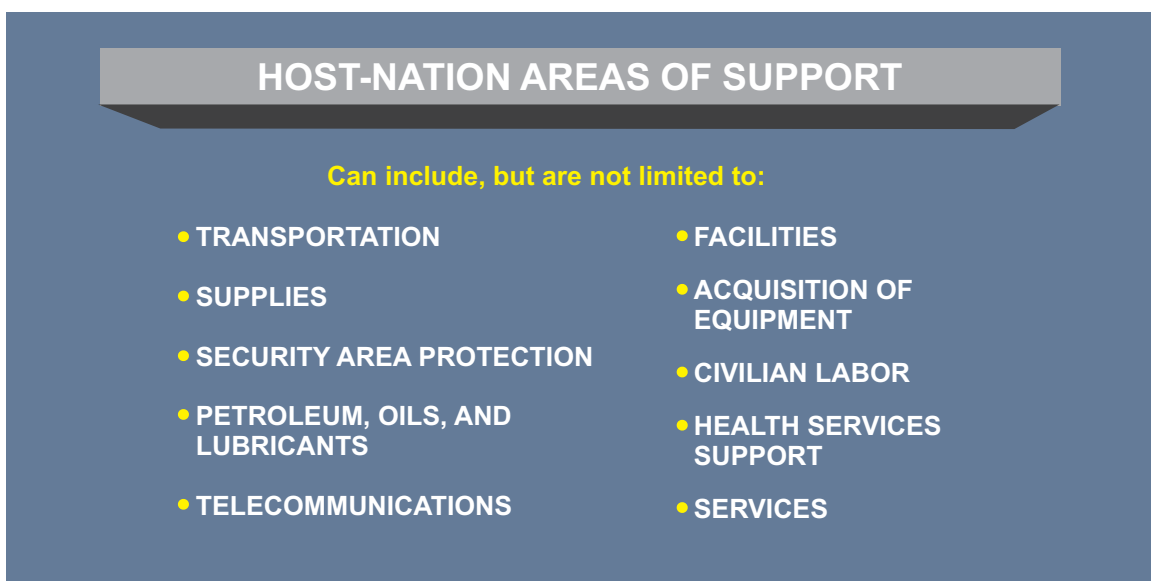 HOST-NATION AREAS OF SUPPORT
Can include, but are not limited to:
TRANSPORTATION
SUPPLIES
SECURITY AREA PROTECTION
PETROLEUM, OILS, AND
LUBRICANTS
TELECOMMUNICATIONS
FACILITIES
ACQUISITION OF
EQUIPMENT
CIVILIAN LABOR
HEALTH SERVICES
SUPPORT
SERVICES